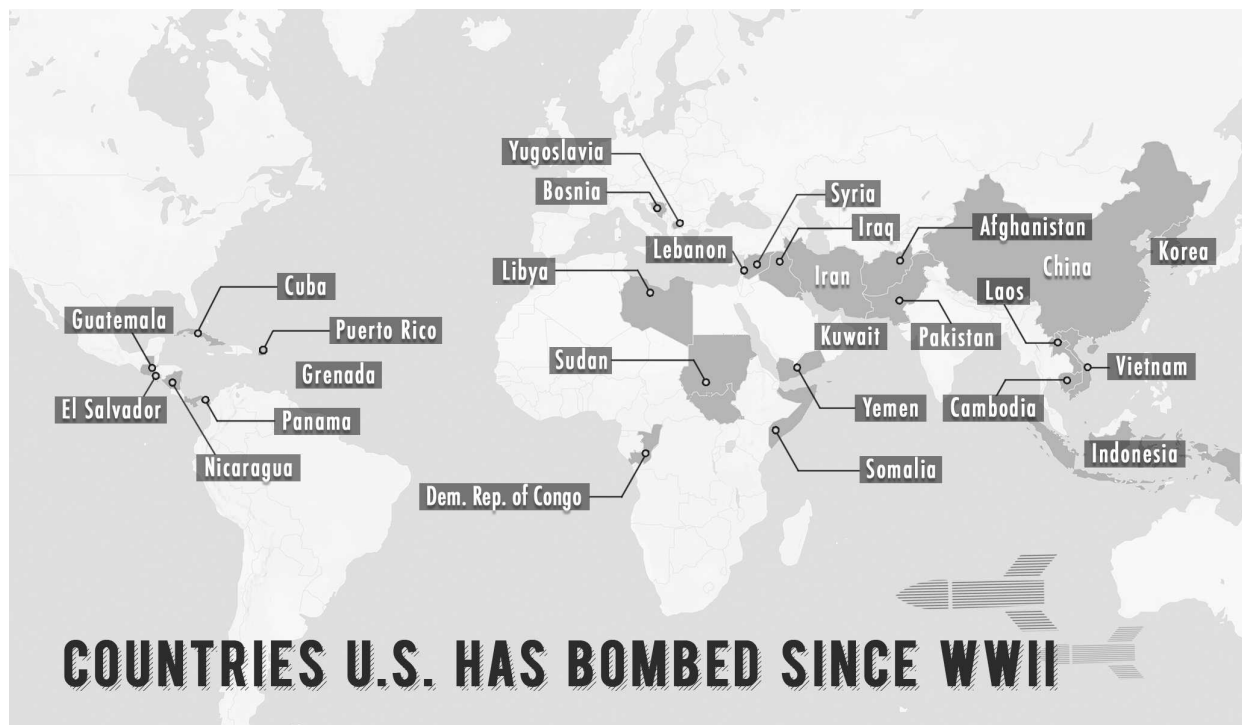 Yugoslavia
Bosnia
Syria
Iraq
Afghanistan
Lebanon
Korea
Libya
Iran
China
Cuba
Laos
Guatemala
Puerto Rico
Kuwait
Pakistan
Sudan
Vietnam
Grenada
El Salvador
Yemen
Cambodia
Panama
Indonesia
Nicaragua
Somalia
Dem. Rep. of Congo
COUNTRIES U.S. HAS BOMBED SINCE WWII